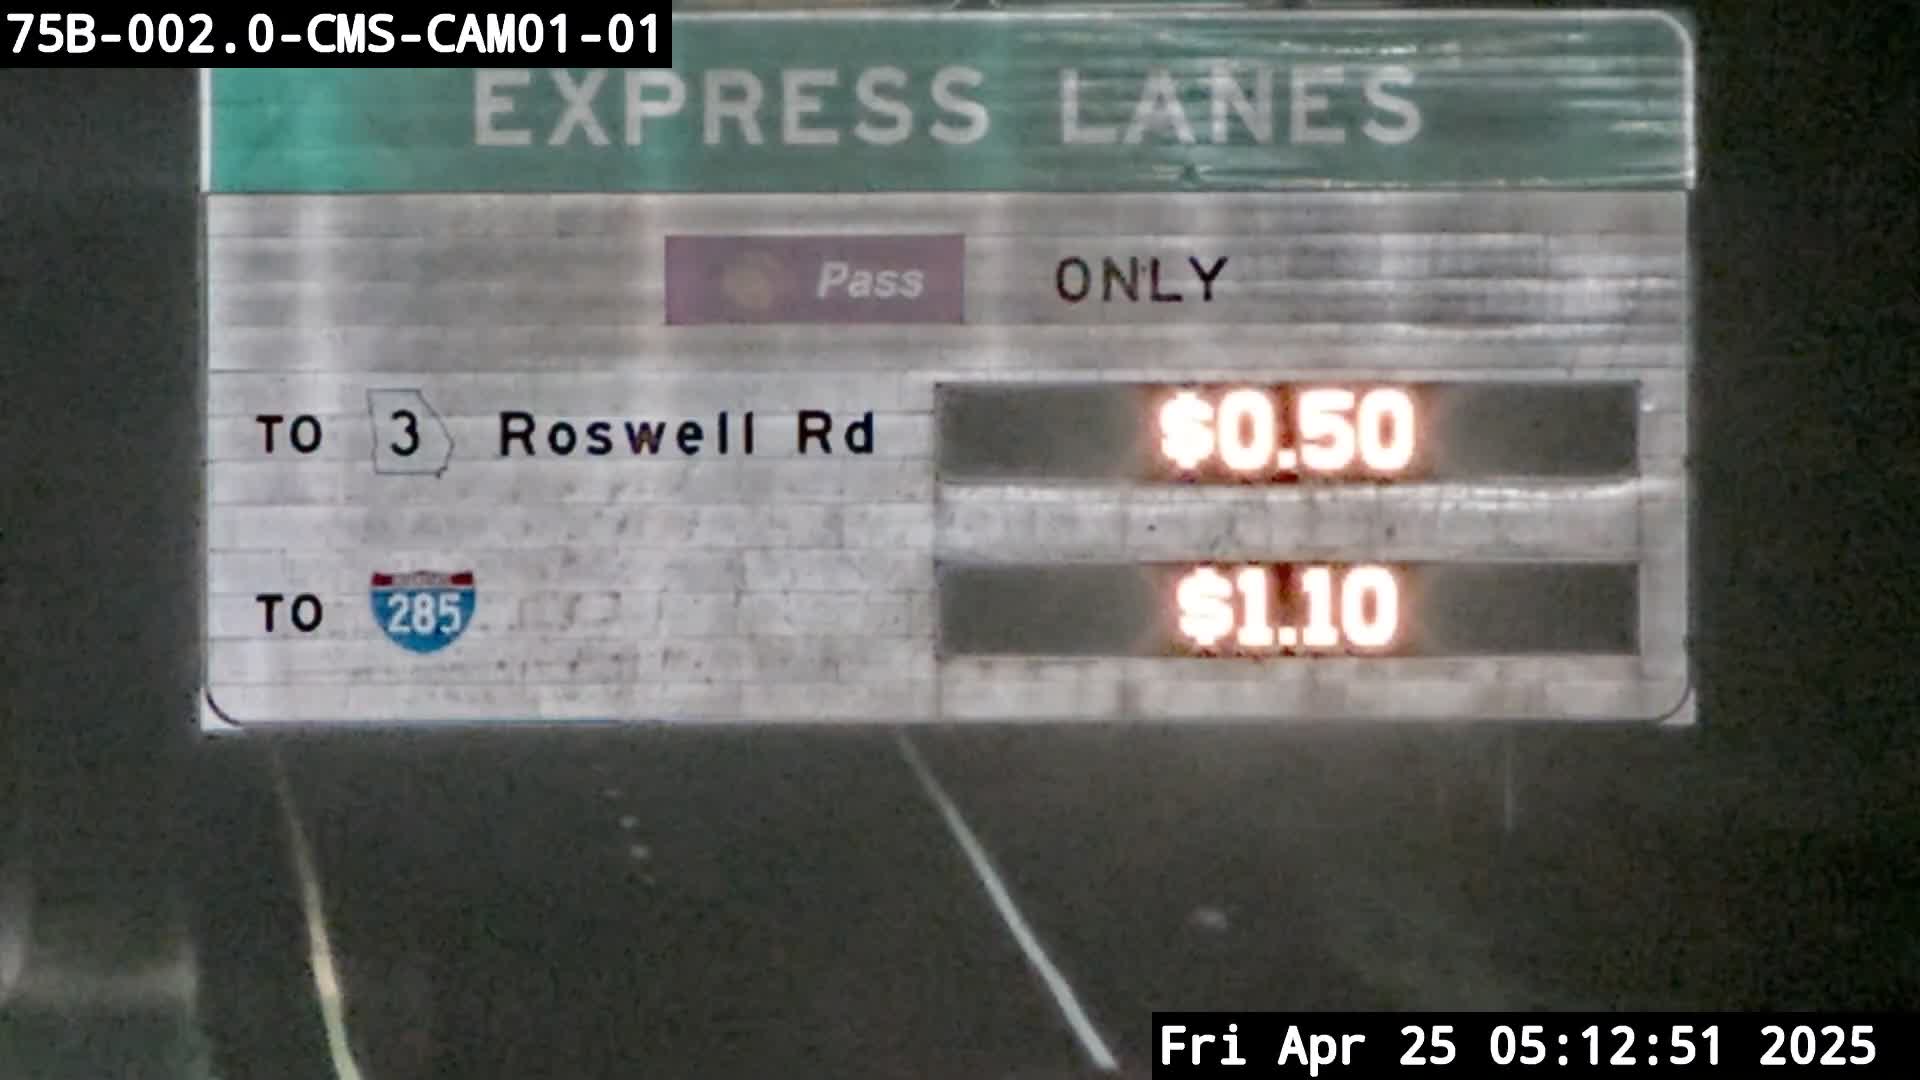 75B-002.0-CMS-CAM01-01
EXPRESS LANES
Pass ONLY
TO 3 Roswell Rd $0.50
TO 285 $1.10
Fri Apr 25 05:12:51 2025